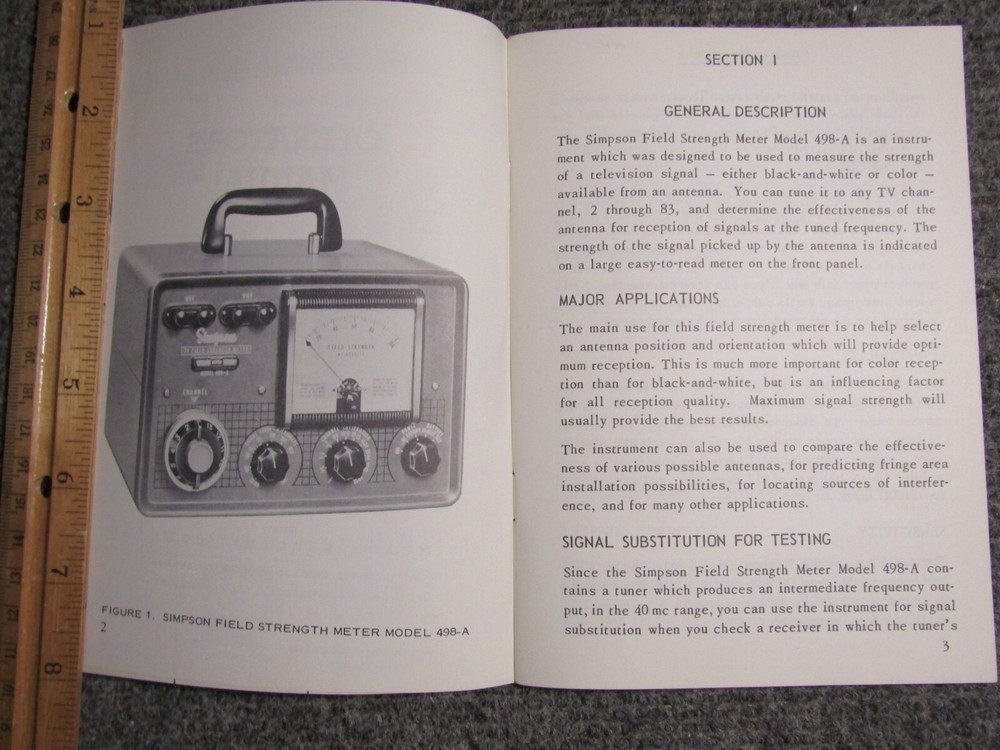 1
2
3
4
5
6
7
8
UHF
VHF
Simpson
CHANNEL
FIELD STRENGTH
FIGURE 1. SIMPSON FIELD STRENGTH METER MODEL 498-A
2
SECTION I
GENERAL DESCRIPTION
The Simpson Field Strength Meter Model 498-A is an instru-
ment which was designed to be used to measure the strength
of a television signal — either black-and-white or color —
available from an antenna. You can tune it to any TV chan-
nel, 2 through 83, and determine the effectiveness of the
antenna for reception of signals at the tuned frequency. The
strength of the signal picked up by the antenna is indicated
on a large easy-to-read meter on the front panel.
MAJOR APPLICATIONS
The main use for this field strength meter is to help select
an antenna position and orientation which will provide opti-
mum reception. This is much more important for color recep-
tion than for black-and-white, but is an influencing factor
for all reception quality. Maximum signal strength will
usually provide the best results.
The instrument can also be used to compare the effective-
ness of various possible antennas, for predicting fringe area
installation possibilities, for locating sources of interfer-
ence, and for many other applications.
SIGNAL SUBSTITUTION FOR TESTING
Since the Simpson Field Strength Meter Model 498-A con-
tains a tuner which produces an intermediate frequency out-
put, in the 40 mc range, you can use the instrument for signal
substitution when you check a receiver in which the tuner's
3